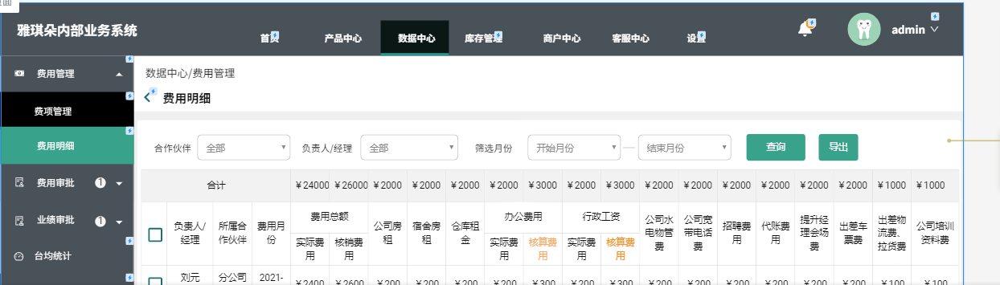 页面
雅琪朵内部业务系统
首页 产品中心 数据中心 库存管理 商户中心 客服中心 设置
admin
费用管理
费项管理
费用明细
费用审批 1
业绩审批 1
台均统计
数据中心/费用管理
费用明细
合作伙伴 全部 负责人/经理 全部 筛选月份 开始月份 — 结束月份 查询 导出
合计 ￥24000 ￥26000 ￥2000 ￥2000 ￥2000 ￥2000 ￥3000 ￥2000 ￥3000 ￥2000 ￥2000 ￥2000 ￥2000 ￥2000 ￥2000 ￥1000 ￥1000
负责人/
经理
所属合
作伙伴
费用月
份
费用总额
实际费
用
核销费
用
公司房
租
宿舍房
租
仓库租
金
办公费用
实际费
用
核算费
用
行政工资
实际费
用
核算费
用
公司水
电物管
费
公司宽
带电话
费
招聘费
用
代账费
用
提升经
理会场
费
出差车
票费
出差物
流费、
拉货费
公司培训
资料费
刘元 分公司 2021-
￥2400 ￥2600 ￥200 ￥200 ￥200 ￥200 ￥300 ￥200 ￥300 ￥200 ￥200 ￥200 ￥200 ￥200 ￥200 ￥100 ￥100